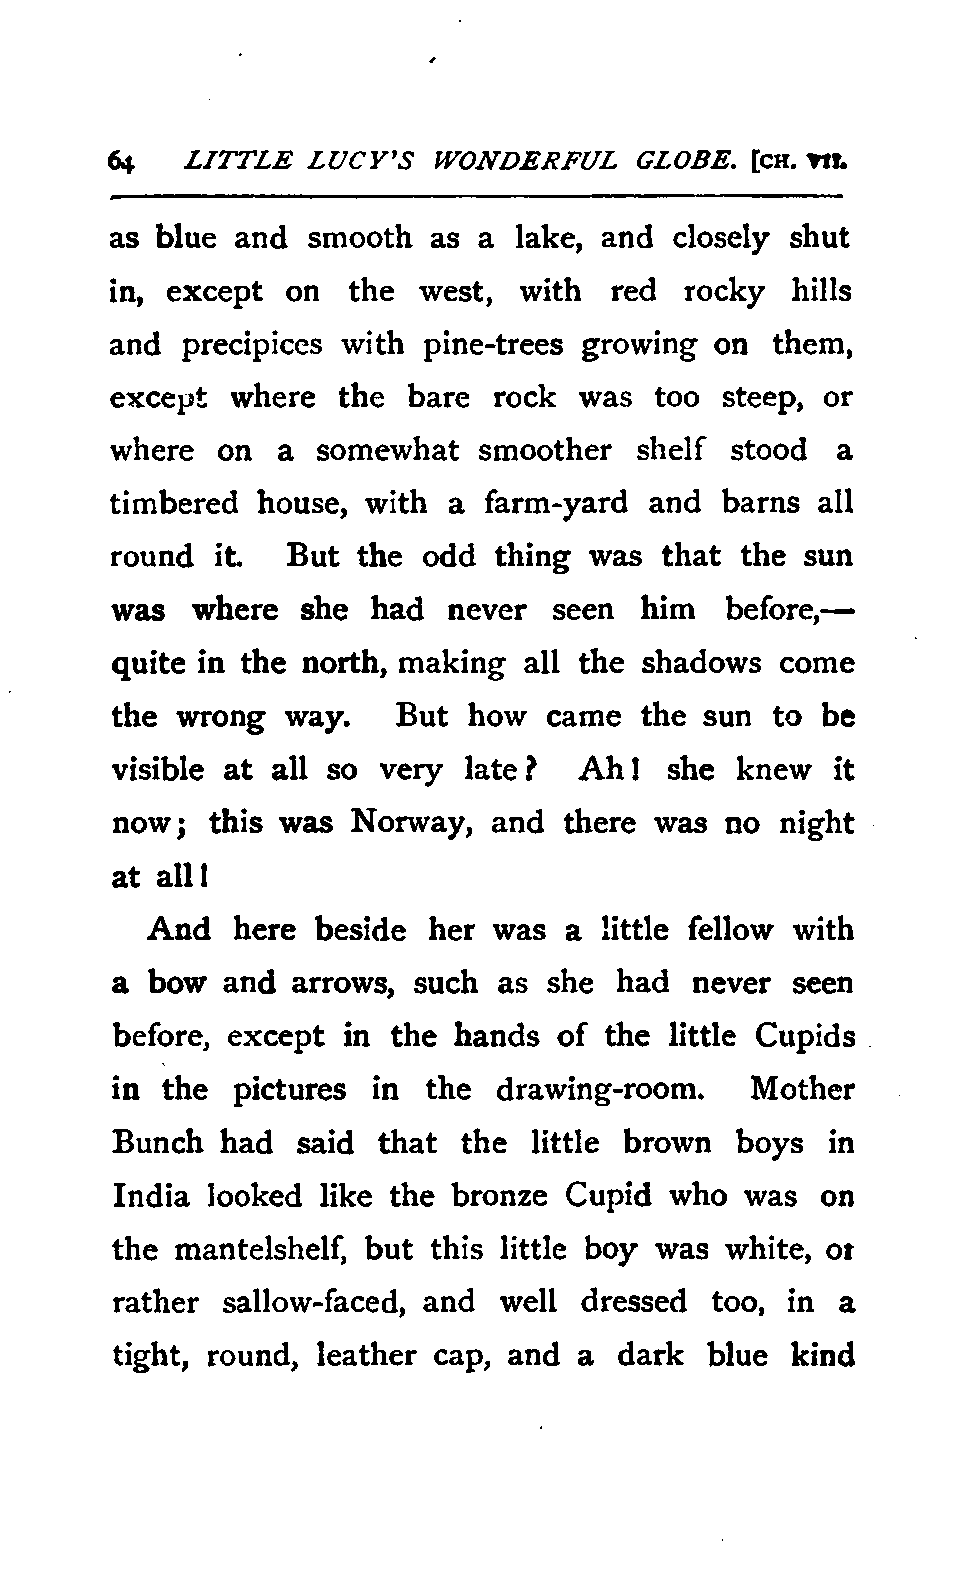 64 LITTLE LUCY'S WONDERFUL GLOBE. [CH. VII.
as blue and smooth as a lake, and closely shut
in, except on the west, with red rocky hills
and precipices with pine-trees growing on them,
except where the bare rock was too steep, or
where on a somewhat smoother shelf stood a
timbered house, with a farm-yard and barns all
round it. But the odd thing was that the sun
was where she had never seen him before,—
quite in the north, making all the shadows come
the wrong way. But how came the sun to be
visible at all so very late? Ah! she knew it
now; this was Norway, and there was no night
at all!
And here beside her was a little fellow with
a bow and arrows, such as she had never seen
before, except in the hands of the little Cupids
in the pictures in the drawing-room. Mother
Bunch had said that the little brown boys in
India looked like the bronze Cupid who was on
the mantelshelf, but this little boy was white, or
rather sallow-faced, and well dressed too, in a
tight, round, leather cap, and a dark blue kind